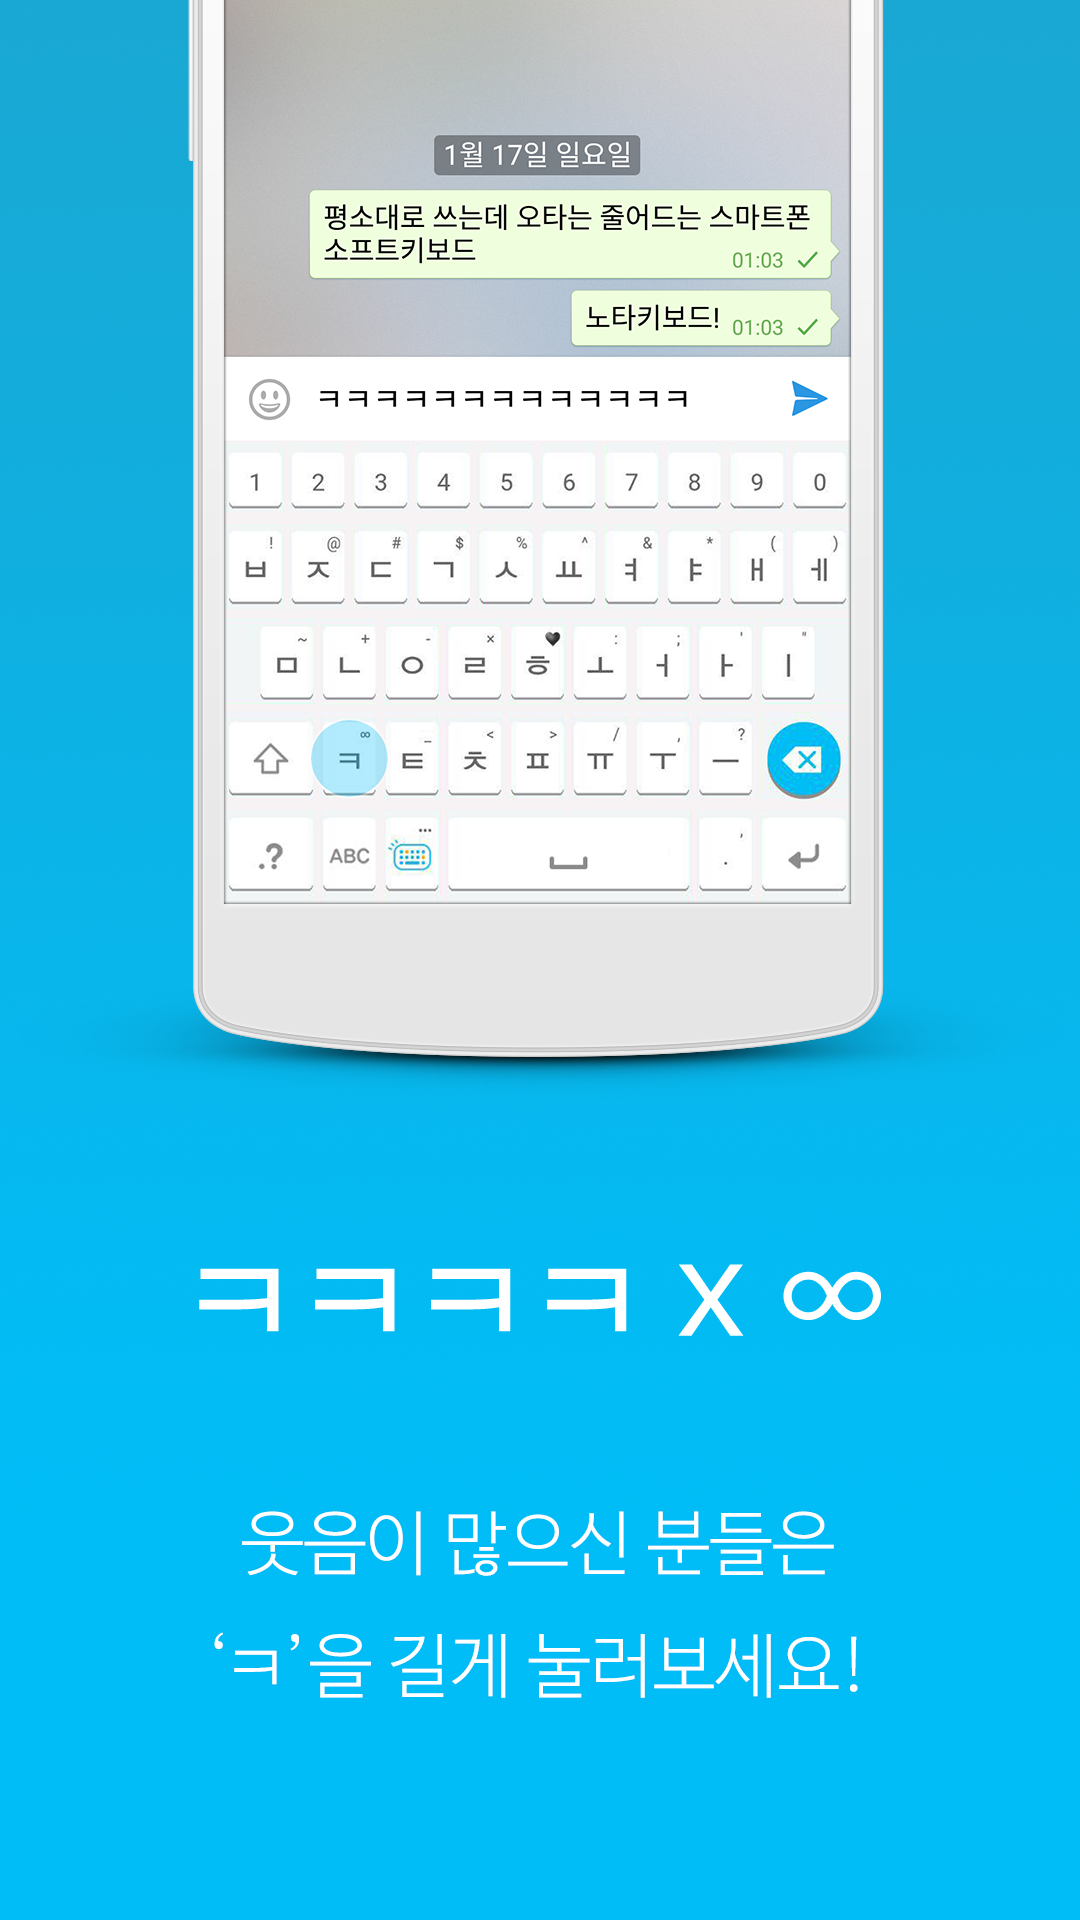 1월 17일 일요일
평소대로 쓰는데 오타는 줄어드는 스마트폰
소프트키보드
01:03
노타키보드! 01:03
ㅋㅋㅋㅋㅋㅋㅋㅋㅋㅋㅋㅋㅋ
1 2 3 4 5 6 7 8 9 0
! @ # $ % ^ & * ( )
ㅂ ㅈ ㄷ ㄱ ㅅ ㅛ ㅕ ㅑ ㅐ ㅔ
~ + - × ♥ : ; ' "
ㅁ ㄴ ㅇ ㄹ ㅎ ㅗ ㅓ ㅏ ㅣ
∞ _ < > / , ?
ㅋ ㅌ ㅊ ㅍ ㅠ ㅜ ㅡ
... ,
.? ABC .
ㅋㅋㅋㅋ x ∞
웃음이 많으신 분들은
‘ㅋ’을 길게 눌러보세요!